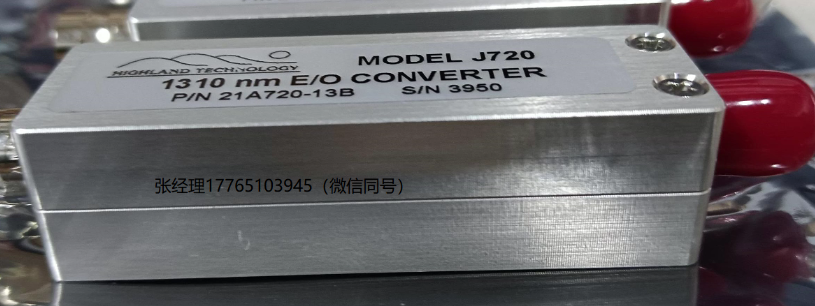 HIGHLAND TECHNOLOGY
MODEL J720
1310 nm E/O CONVERTER
P/N 21A720-13B S/N 3950
张经理17765103945（微信同号）